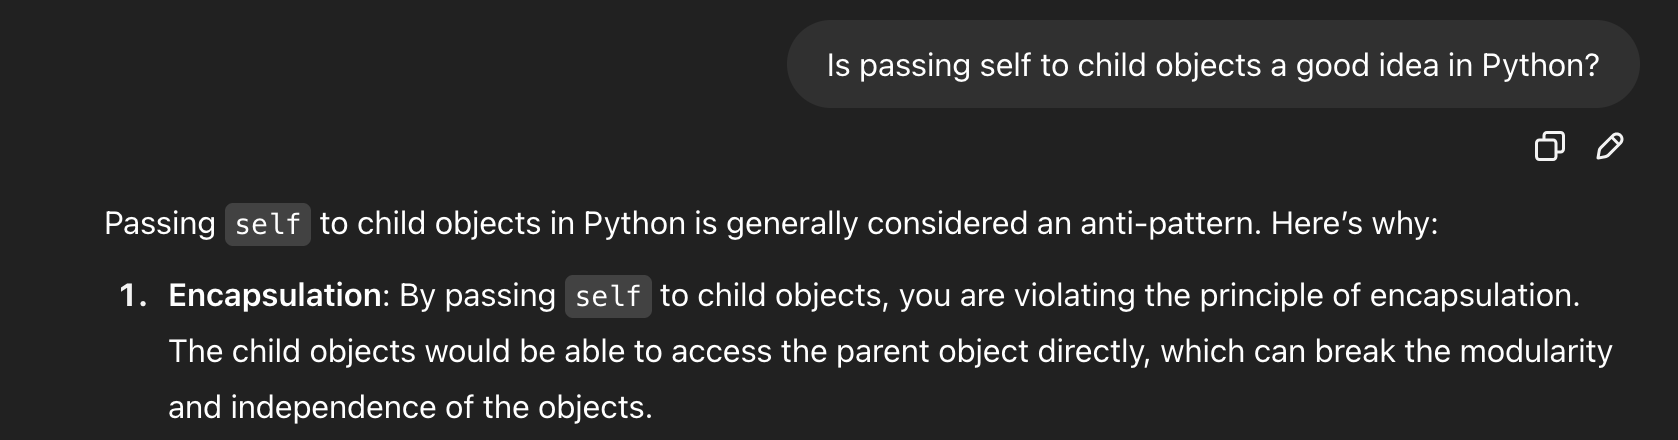 Is passing self to child objects a good idea in Python?
Passing self to child objects in Python is generally considered an anti-pattern. Here’s why:
1. Encapsulation: By passing self to child objects, you are violating the principle of encapsulation.
The child objects would be able to access the parent object directly, which can break the modularity
and independence of the objects.